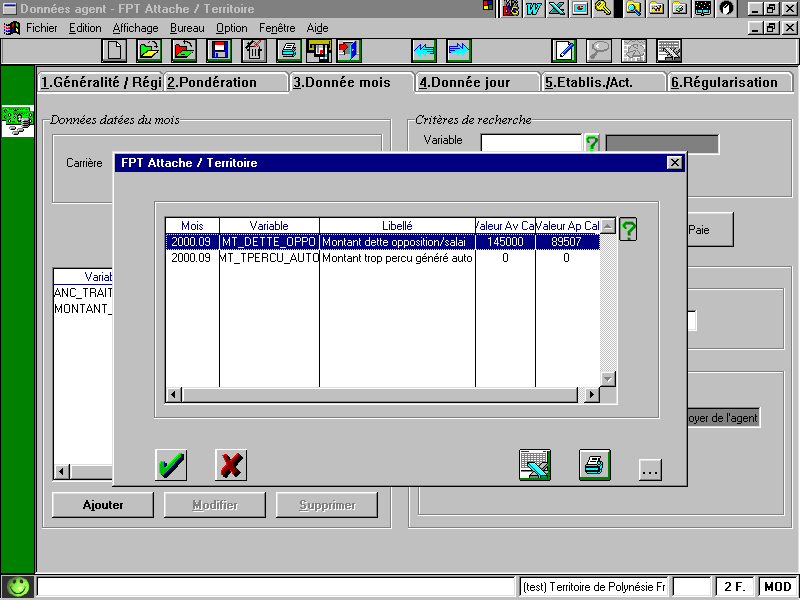 Données agent - FPT Attache / Territoire
Fichier Edition Affichage Bureau Option Fenêtre Aide
1.Généralité / Régi 2.Pondération 3.Donnée mois 4.Donnée jour 5.Etablis./Act. 6.Régularisation
Données datées du mois
Critères de recherche
Carrière
Variable
FPT Attache / Territoire
Mois Variable Libellé Valeur Av Ca Valeur Ap Cal
2000.09 MT_DETTE_OPPO Montant dette opposition/salai 145000 89507
2000.09 MT_TPERCU_AUTO Montant trop percu généré auto 0 0
Paie
Variab
ANC_TRAIT
MONTANT_
oyer de l'agent
...
Ajouter Modifier Supprimer
(test) Territoire de Polynésie Fr 2 F. MOD